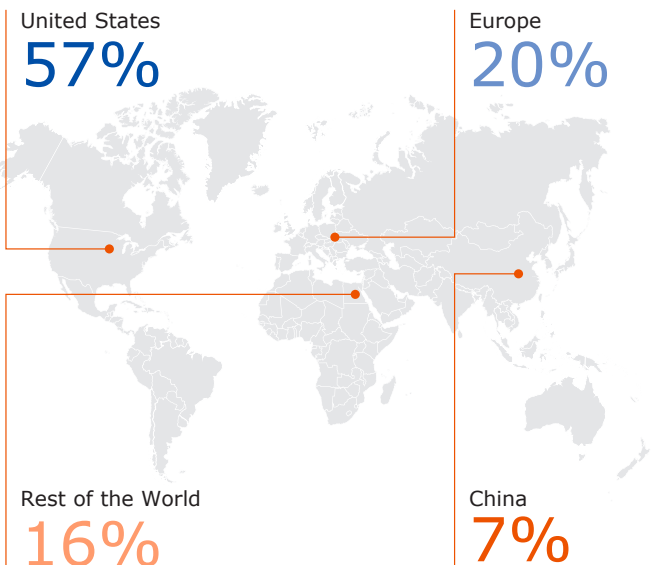 United States
57%
Europe
20%
Rest of the World
16%
China
7%